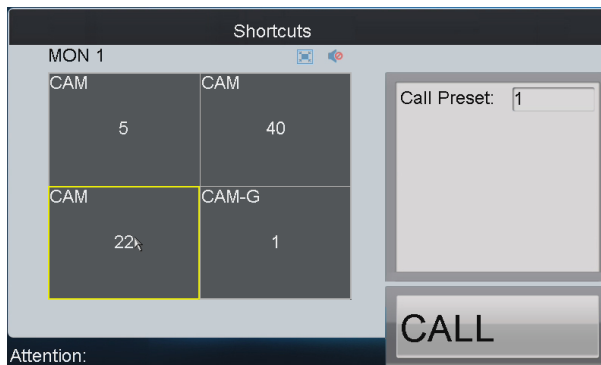 Shortcuts
MON 1
CAM
5
CAM
40
CAM
22
CAM-G
1
Call Preset: 1
CALL
Attention: